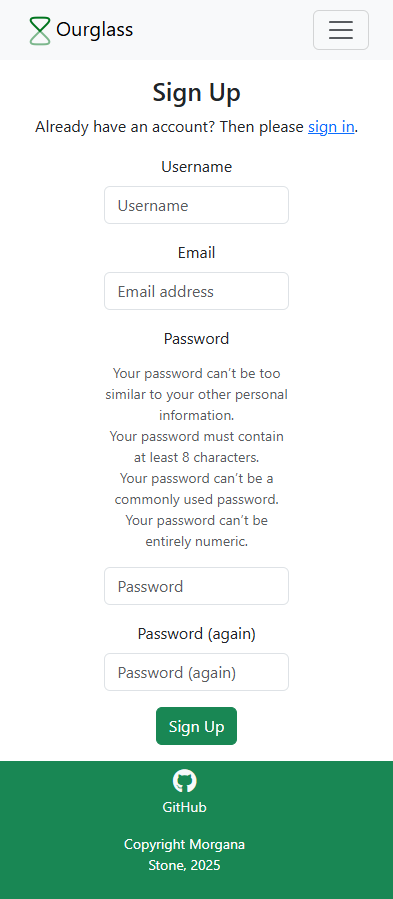 Ourglass
Sign Up
Already have an account? Then please sign in.
Username
Username
Email
Email address
Password
Your password can’t be too
similar to your other personal
information.
Your password must contain
at least 8 characters.
Your password can’t be a
commonly used password.
Your password can’t be
entirely numeric.
Password
Password (again)
Password (again)
Sign Up
GitHub
Copyright Morgana
Stone, 2025